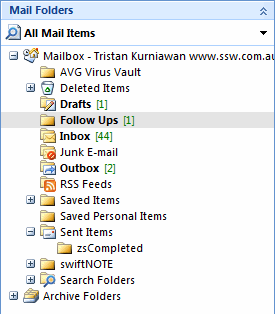 Mail Folders
All Mail Items
Mailbox - Tristan Kurniawan www.ssw.com.au
AVG Virus Vault
Deleted Items
Drafts [1]
Follow Ups [1]
Inbox [44]
Junk E-mail
Outbox [2]
RSS Feeds
Saved Items
Saved Personal Items
Sent Items
zsCompleted
swiftNOTE
Search Folders
Archive Folders